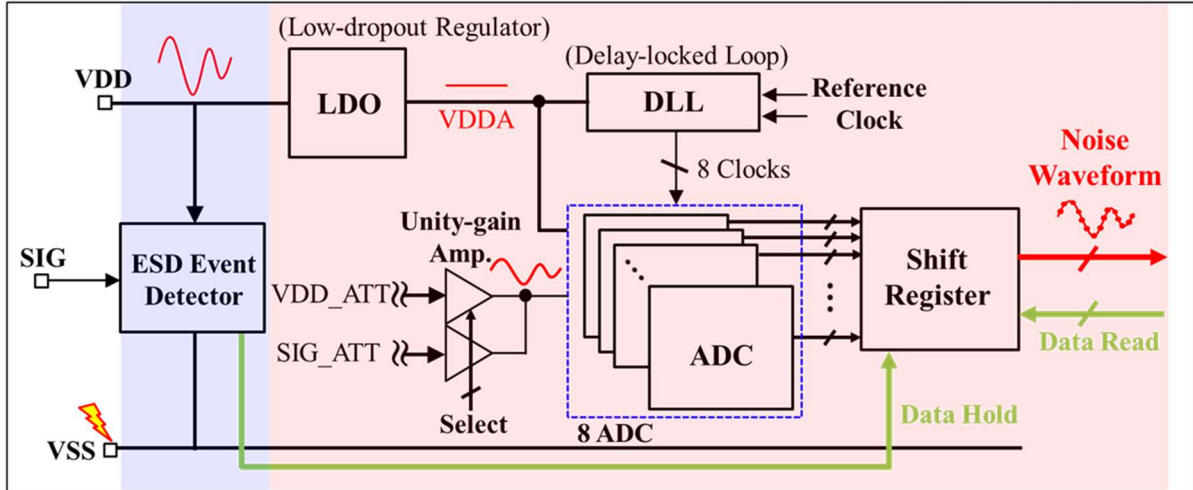 (Low-dropout Regulator)
(Delay-locked Loop)
VDD
LDO
VDDA
DLL
Reference
Clock
8 Clocks
Noise
Waveform
Unity-gain
Amp.
SIG
ESD Event
Detector
VDD_ATT
SIG_ATT
Select
ADC
8 ADC
Shift
Register
Data Read
Data Hold
VSS